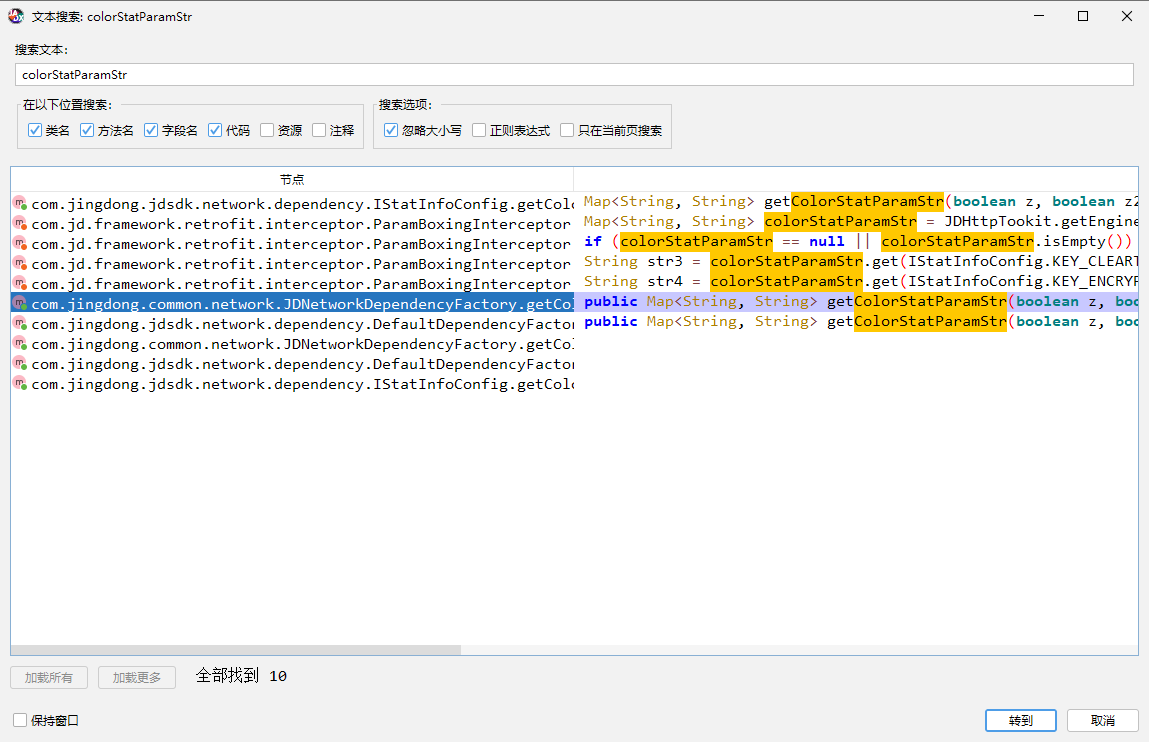 文本搜索: colorStatParamStr
搜索文本:
colorStatParamStr
在以下位置搜索: 搜索选项:
类名 方法名 字段名 代码 资源 注释 忽略大小写 正则表达式 只在当前页搜索
节点
com.jingdong.jdsdk.network.dependency.IStatInfoConfig.getColo Map<String, String> getColorStatParamStr(boolean z, boolean z2
com.jd.framework.retrofit.interceptor.ParamBoxingInterceptor Map<String, String> colorStatParamStr = JDHttpTookit.getEngine
com.jd.framework.retrofit.interceptor.ParamBoxingInterceptor if (colorStatParamStr == null || colorStatParamStr.isEmpty())
com.jd.framework.retrofit.interceptor.ParamBoxingInterceptor String str3 = colorStatParamStr.get(IStatInfoConfig.KEY_CLEART
com.jd.framework.retrofit.interceptor.ParamBoxingInterceptor String str4 = colorStatParamStr.get(IStatInfoConfig.KEY_ENCRYP
com.jingdong.common.network.JDNetworkDependencyFactory.getCol public Map<String, String> getColorStatParamStr(boolean z, boo
com.jingdong.jdsdk.network.dependency.DefaultDependencyFactor public Map<String, String> getColorStatParamStr(boolean z, boo
com.jingdong.common.network.JDNetworkDependencyFactory.getCol
com.jingdong.jdsdk.network.dependency.DefaultDependencyFactor
com.jingdong.jdsdk.network.dependency.IStatInfoConfig.getColo
加载所有 加载更多 全部找到 10
保持窗口 转到 取消